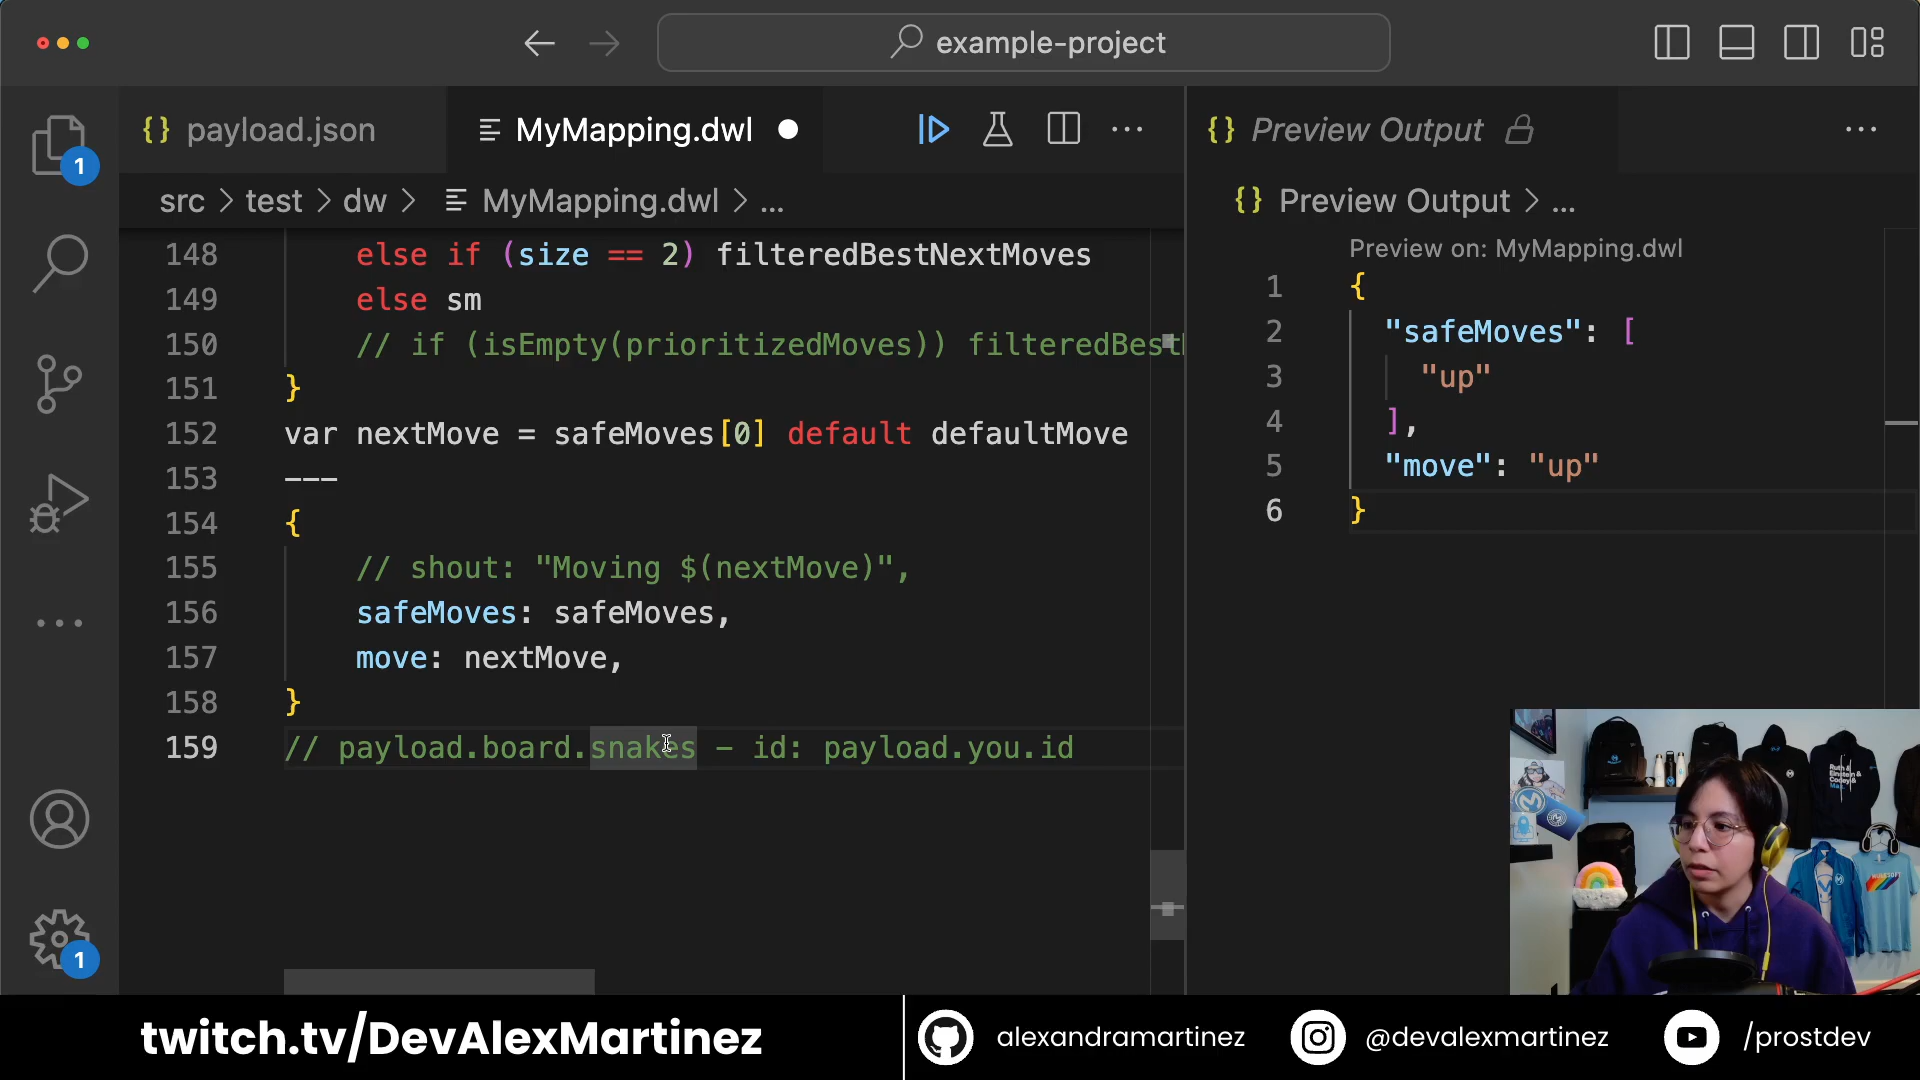 example-project
{} payload.json
MyMapping.dwl
{} Preview Output
src > test > dw > MyMapping.dwl > ...
{} Preview Output > ...
148 else if (size == 2) filteredBestNextMoves
149 else sm
150 // if (isEmpty(prioritizedMoves)) filteredBest
151 }
152 var nextMove = safeMoves[0] default defaultMove
153 ---
154 {
155 // shout: "Moving $(nextMove)",
156 safeMoves: safeMoves,
157 move: nextMove,
158 }
159 // payload.board.snakes - id: payload.you.id
Preview on: MyMapping.dwl
1 {
2 "safeMoves": [
3 "up"
4 ],
5 "move": "up"
6 }
1
1
twitch.tv/DevAlexMartinez
alexandramartinez
@devalexmartinez
/prostdev